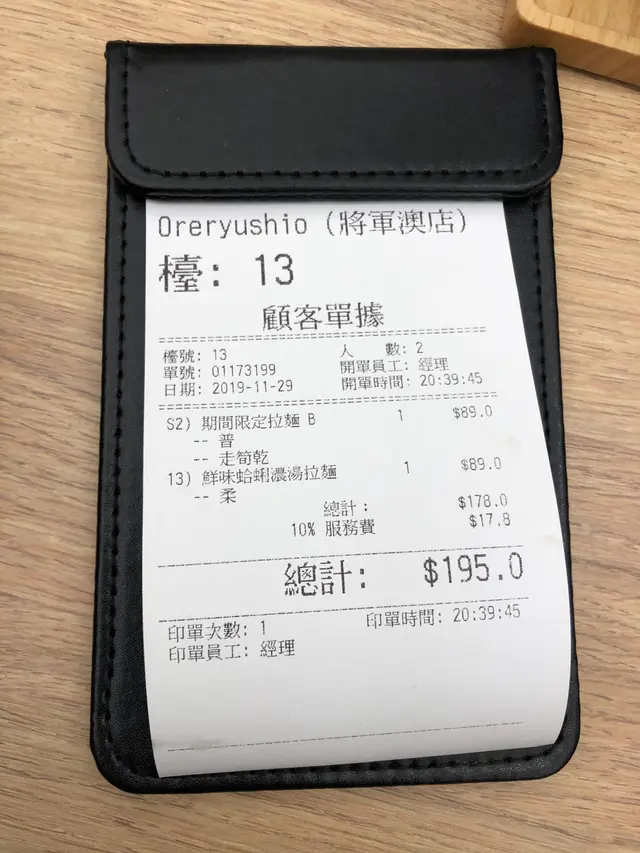 Oreryushio (將軍澳店)
檯: 13
顧客單據
檯號: 13 人 數: 2
單號: 01173199 開單員工: 經理
日期: 2019-11-29 開單時間: 20:39:45
S2) 期間限定拉麵 B 1 $89.0
-- 普
-- 走筍乾
13) 鮮味蛤蜊濃湯拉麵 1 $89.0
-- 柔
總計: $178.0
10% 服務費 $17.8
總計: $195.0
印單次數: 1 印單時間: 20:39:45
印單員工: 經理